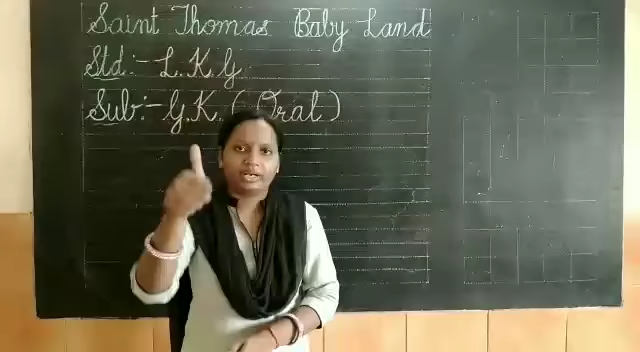 Saint Thomas Baby Land
Std:- L.K.G.
Sub:- G.K. (Oral)